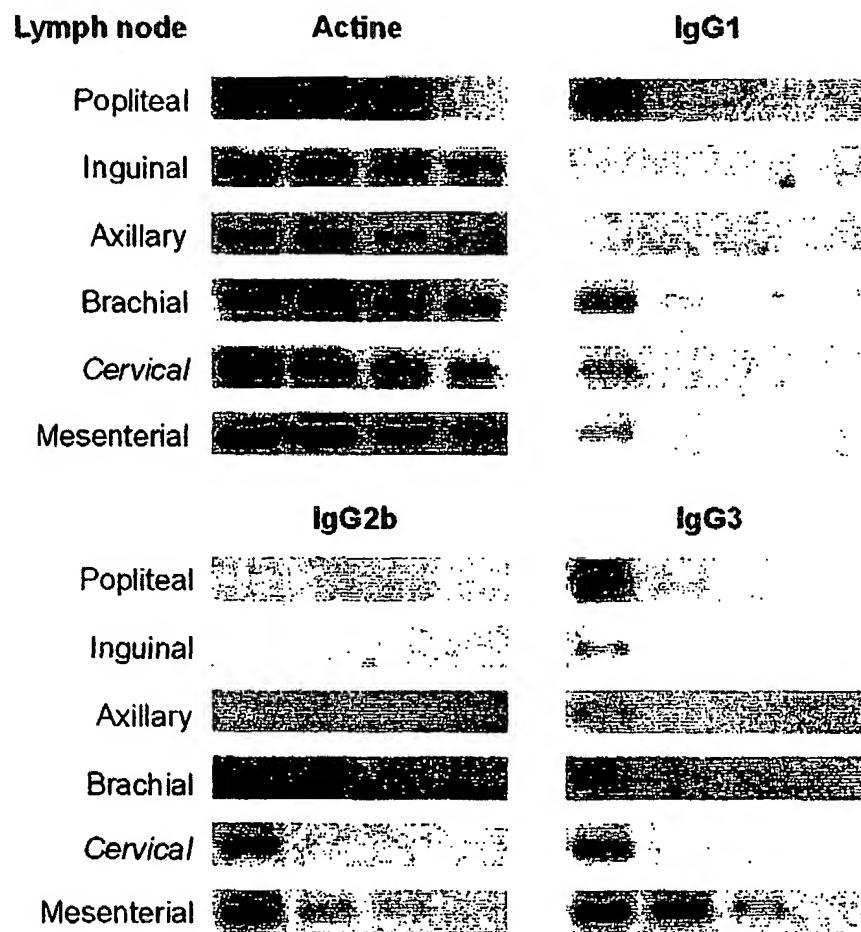 Lymph node Actine IgG1
Popliteal
Inguinal
Axillary
Brachial
Cervical
Mesenterial
IgG2b IgG3
Popliteal
Inguinal
Axillary
Brachial
Cervical
Mesenterial